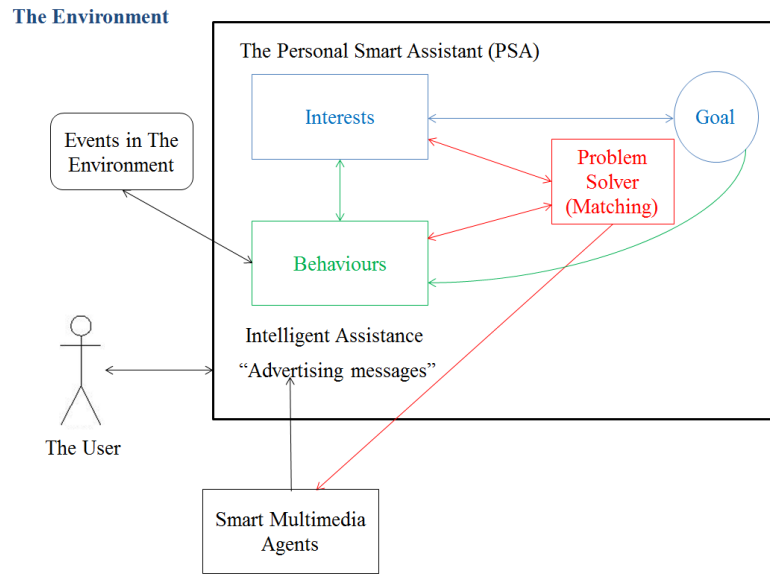 The Environment
The Personal Smart Assistant (PSA)
Interests
Goal
Events in The
Environment
Problem
Solver
(Matching)
Behaviours
Intelligent Assistance
“Advertising messages”
The User
Smart Multimedia
Agents